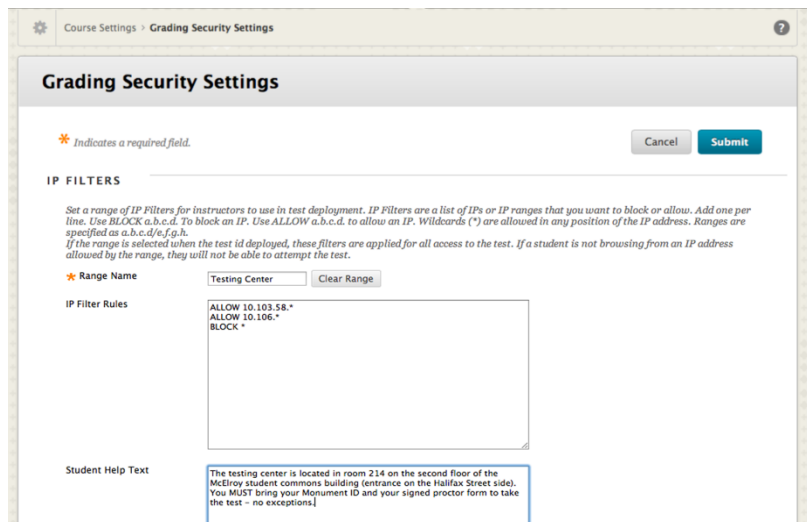 Course Settings > Grading Security Settings
?
Grading Security Settings
* Indicates a required field.
Cancel
Submit
IP FILTERS
Set a range of IP Filters for instructors to use in test deployment. IP Filters are a list of IPs or IP ranges that you want to block or allow. Add one per
line. Use BLOCK a.b.c.d. To block an IP. Use ALLOW a.b.c.d. to allow an IP. Wildcards (*) are allowed in any position of the IP address. Ranges are
specified as a.b.c.d/e.f.g.h.
If the range is selected when the test id deployed, these filters are applied for all access to the test. If a student is not browsing from an IP address
allowed by the range, they will not be able to attempt the test.
* Range Name
Testing Center
Clear Range
IP Filter Rules
ALLOW 10.103.58.*
ALLOW 10.106.*
BLOCK *
Student Help Text
The testing center is located in room 214 on the second floor of the
McElroy student commons building (entrance on the Halifax Street side).
You MUST bring your Monument ID and your signed proctor form to take
the test – no exceptions.